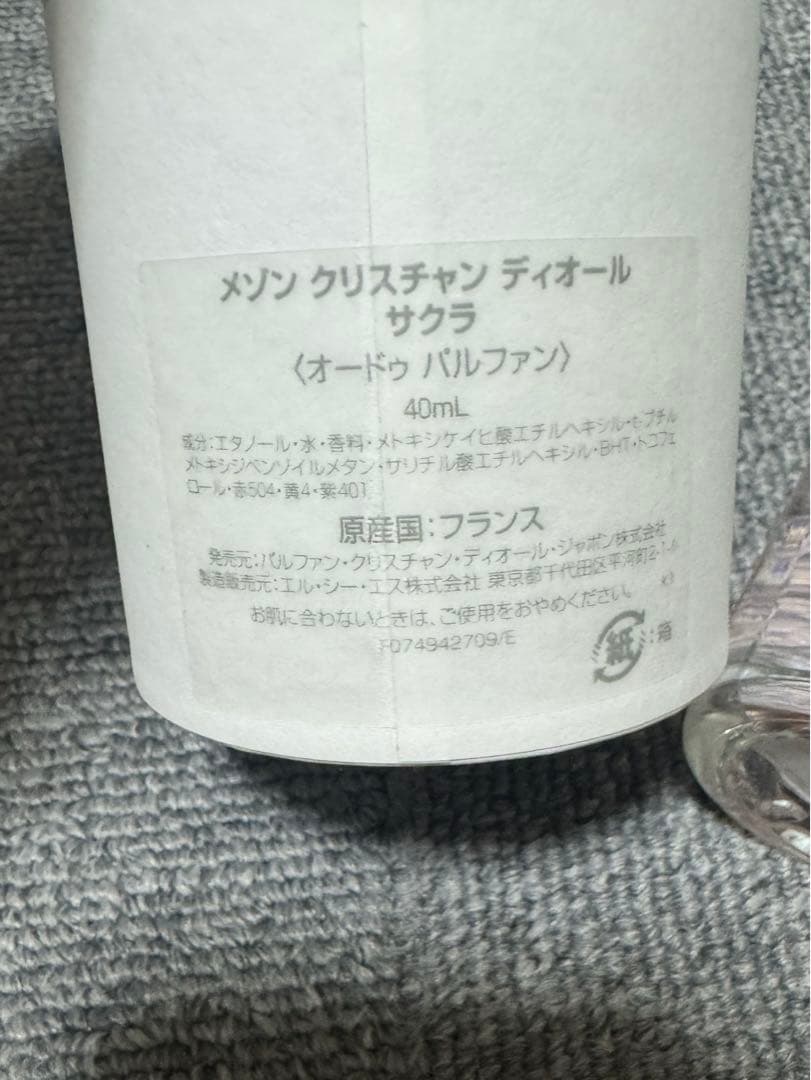 メゾン クリスチャン ディオール
サクラ
〈オードゥ パルファン〉
40mL
成分:エタノール・水・香料・メトキシケイヒ酸エチルヘキシル・t-ブチル
メトキシジベンゾイルメタン・サリチル酸エチルヘキシル・BHT・トコフェ
ロール・赤504・黄4・紫401
原産国:フランス
発売元:パルファン・クリスチャン・ディオール・ジャポン株式会社
製造販売元:エル・シー・エス株式会社 東京都千代田区平河町2-1-
お肌に合わないときは、ご使用をおやめください。
F074942709/E
紙:箱